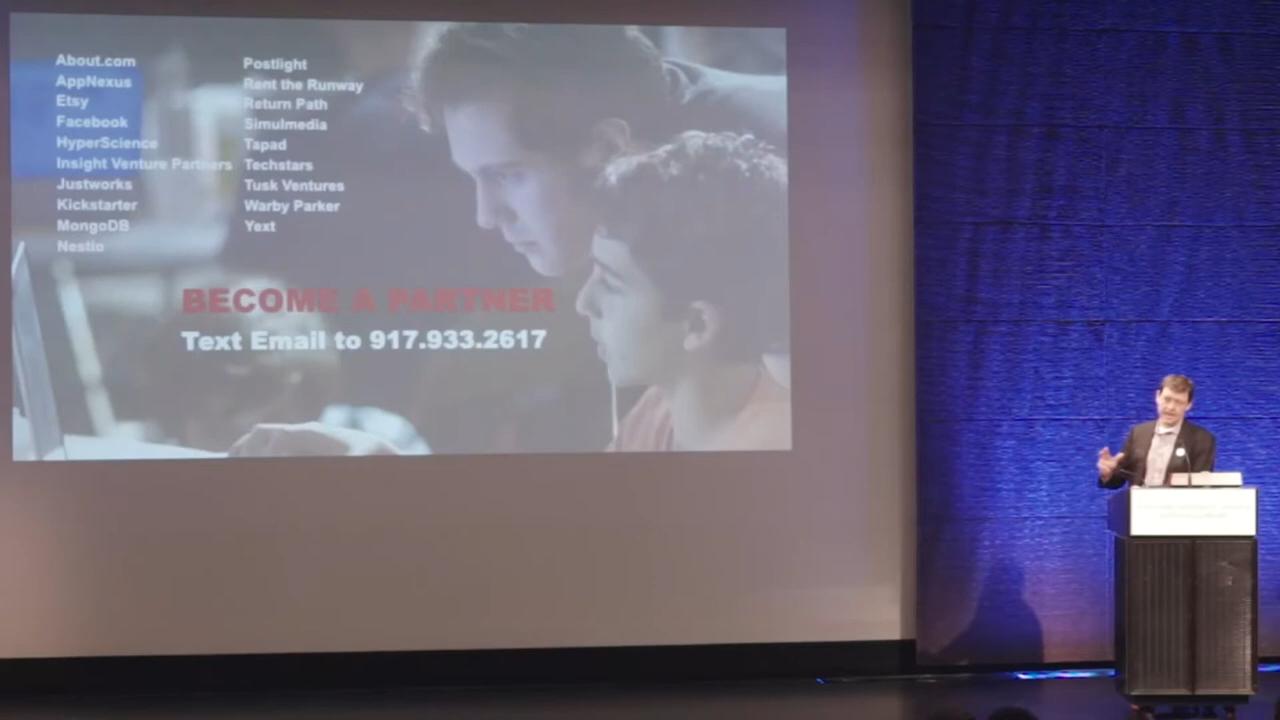 About.com
AppNexus
Etsy
Facebook
HyperScience
Insight Venture Partners
Justworks
Kickstarter
MongoDB
Nestio
Postlight
Rent the Runway
Return Path
Simulmedia
Tapad
Techstars
Tusk Ventures
Warby Parker
Yext
BECOME A PARTNER
Text Email to 917.933.2617